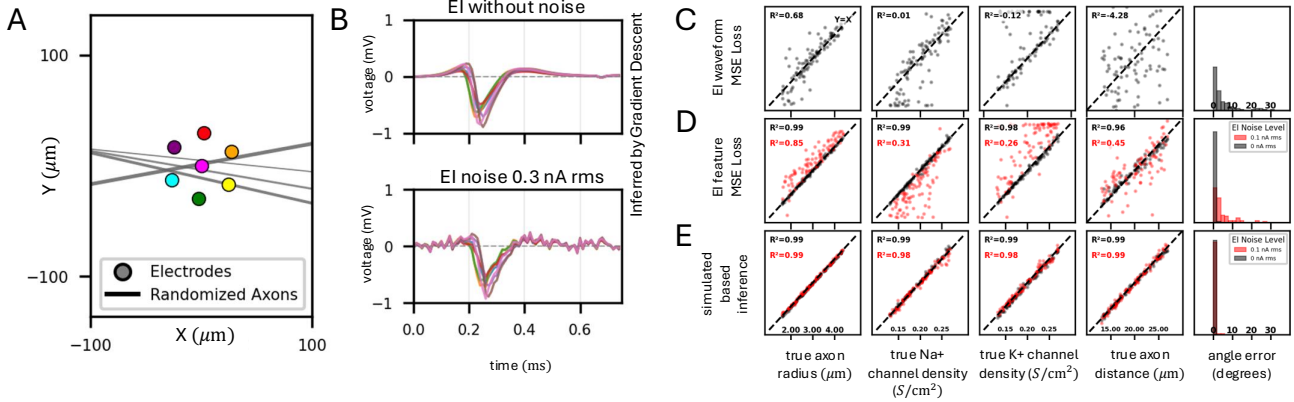 A
Y (μm)
100
−100
Electrodes
Randomized Axons
−100
X (μm)
100
B
EI without noise
voltage (mV)
1
0
−1
EI noise 0.3 nA rms
voltage (mV)
1
0
−1
0.0 0.2 0.4 0.6
time (ms)
Inferred by Gradient Descent
C
EI waveform
MSE Loss
R²=0.68
Y=X
R²=0.01
R²=-0.12
R²=-4.28
0 10 20 30
D
EI feature
MSE Loss
R²=0.99
R²=0.85
R²=0.99
R²=0.31
R²=0.98
R²=0.26
R²=0.96
R²=0.45
EI Noise Level
0.1 nA rms
0 nA rms
0 10 20 30
E
simulated
based
inference
R²=0.99
R²=0.99
2.00 3.00 4.00
R²=0.99
R²=0.98
0.15 0.20 0.25
R²=0.99
R²=0.98
0.15 0.20 0.25
R²=0.99
R²=0.99
15.00 20.00 25.00
EI Noise Level
0.1 nA rms
0 nA rms
0 10 20 30
true axon
radius (μm)
true Na+
channel density
(S/cm²)
true K+ channel
density (S/cm²)
true axon
distance (μm)
angle error
(degrees)